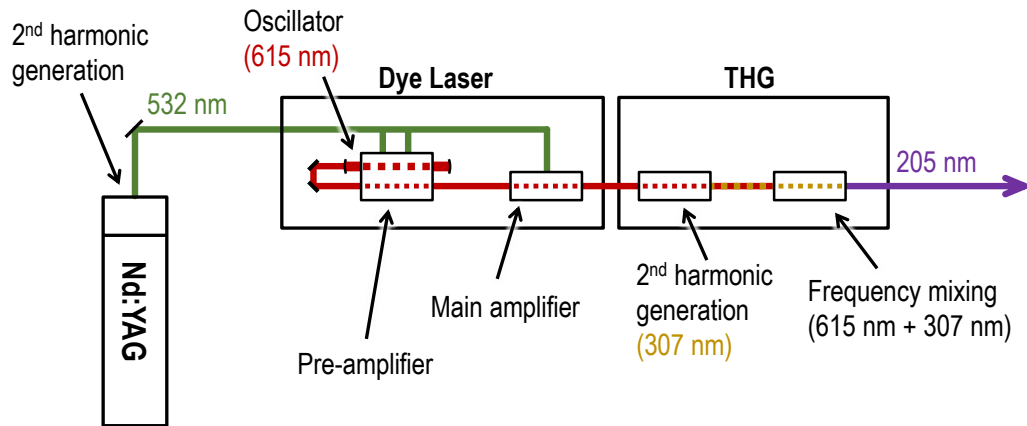 2nd harmonic
generation
Oscillator
(615 nm)
Dye Laser
THG
532 nm
205 nm
Nd:YAG
Pre-amplifier
Main amplifier
2nd harmonic
generation
(307 nm)
Frequency mixing
(615 nm + 307 nm)